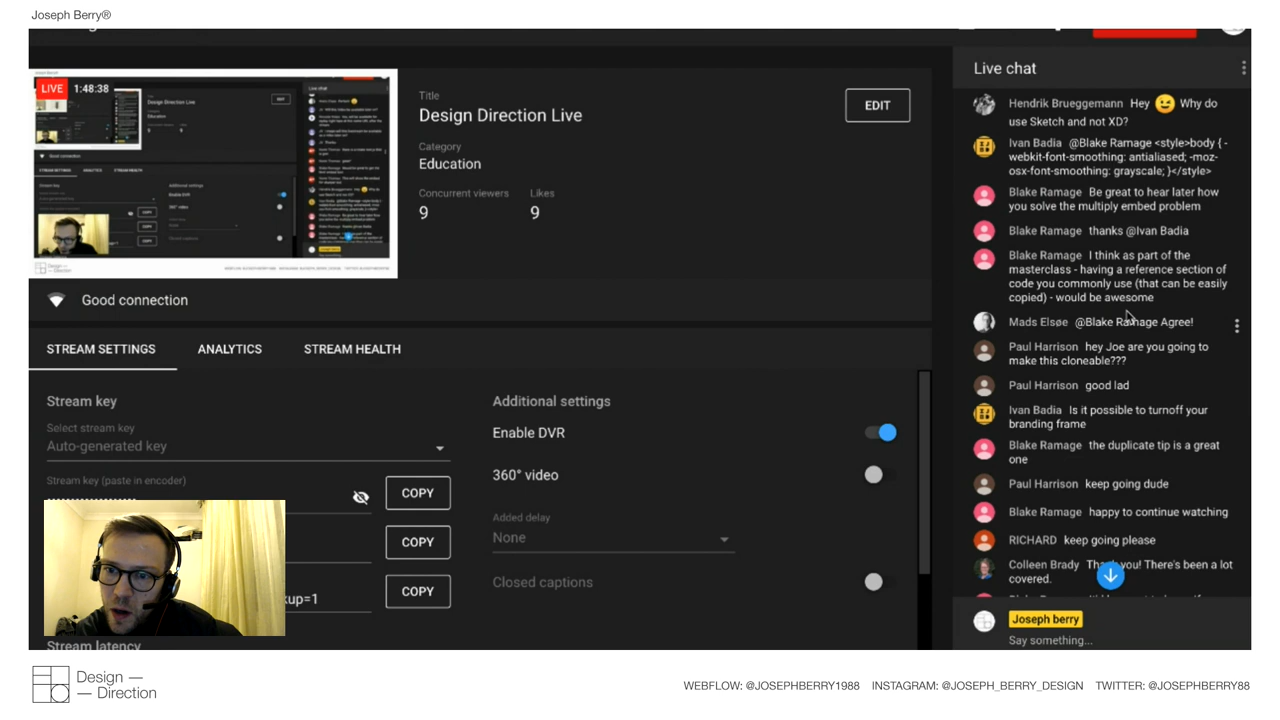 Joseph Berry®
LIVE 1:48:38
Title
Design Direction Live
EDIT
Category
Education
Concurrent viewers Likes
9 9
Good connection
STREAM SETTINGS ANALYTICS STREAM HEALTH
Stream key
Select stream key
Auto-generated key
Stream key (paste in encoder)
COPY
COPY
kup=1 COPY
Stream latency
Additional settings
Enable DVR
360° video
Added delay
None
Closed captions
Live chat
Hendrik Brueggemann Hey 😉 Why do
use Sketch and not XD?
Ivan Badia @Blake Ramage <style>body { -
webkit-font-smoothing: antialiased; -moz-
osx-font-smoothing: grayscale; }</style>
Blake Ramage Be great to hear later how
you solve the multiply embed problem
Blake Ramage thanks @Ivan Badia
Blake Ramage I think as part of the
masterclass - having a reference section of
code you commonly use (that can be easily
copied) - would be awesome
Mads Elsøe @Blake Ramage Agree!
Paul Harrison hey Joe are you going to
make this cloneable???
Paul Harrison good lad
Ivan Badia Is it possible to turnoff your
branding frame
Blake Ramage the duplicate tip is a great
one
Paul Harrison keep going dude
Blake Ramage happy to continue watching
RICHARD keep going please
Colleen Brady Thank you! There's been a lot
covered.
Joseph berry
Say something...
Design —
— Direction
WEBFLOW: @JOSEPHBERRY1988 INSTAGRAM: @JOSEPH_BERRY_DESIGN TWITTER: @JOSEPHBERRY88